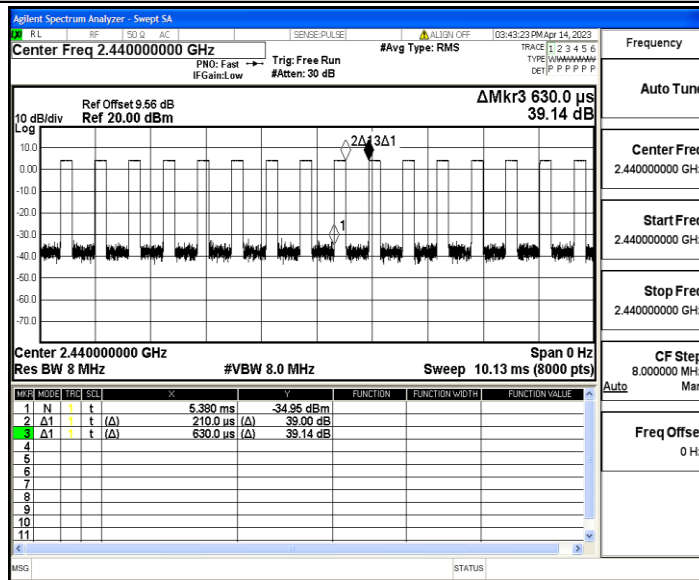 Agilent Spectrum Analyzer - Swept SA
RL RF 50 Ω AC SENSE:PULSE ALIGN OFF 03:43:23 PM Apr 14, 2023
Center Freq 2.440000000 GHz
PNO: Fast
IFGain:Low
Trig: Free Run
#Atten: 30 dB
#Avg Type: RMS
TRACE 1 2 3 4 5 6
TYPE WWWWWW
DET P P P P P P
Ref Offset 9.56 dB
10 dB/div Ref 20.00 dBm
ΔMkr3 630.0 µs
39.14 dB
Log
10.0
0.00
-10.0
-20.0
-30.0
-40.0
-50.0
-60.0
-70.0
2Δ13Δ1
1
Center 2.440000000 GHz Span 0 Hz
Res BW 8 MHz #VBW 8.0 MHz Sweep 10.13 ms (8000 pts)
MKR MODE TRC SCL X Y FUNCTION FUNCTION WIDTH FUNCTION VALUE
1 N 1 t 5.380 ms -34.95 dBm
2 Δ1 1 t (Δ) 210.0 µs (Δ) 39.00 dB
3 Δ1 1 t (Δ) 630.0 µs (Δ) 39.14 dB
4
5
6
7
8
9
10
11
MSG STATUS
Frequency
Auto Tune
Center Freq
2.440000000 GHz
Start Freq
2.440000000 GHz
Stop Freq
2.440000000 GHz
CF Step
8.000000 MHz
Auto Man
Freq Offset
0 Hz